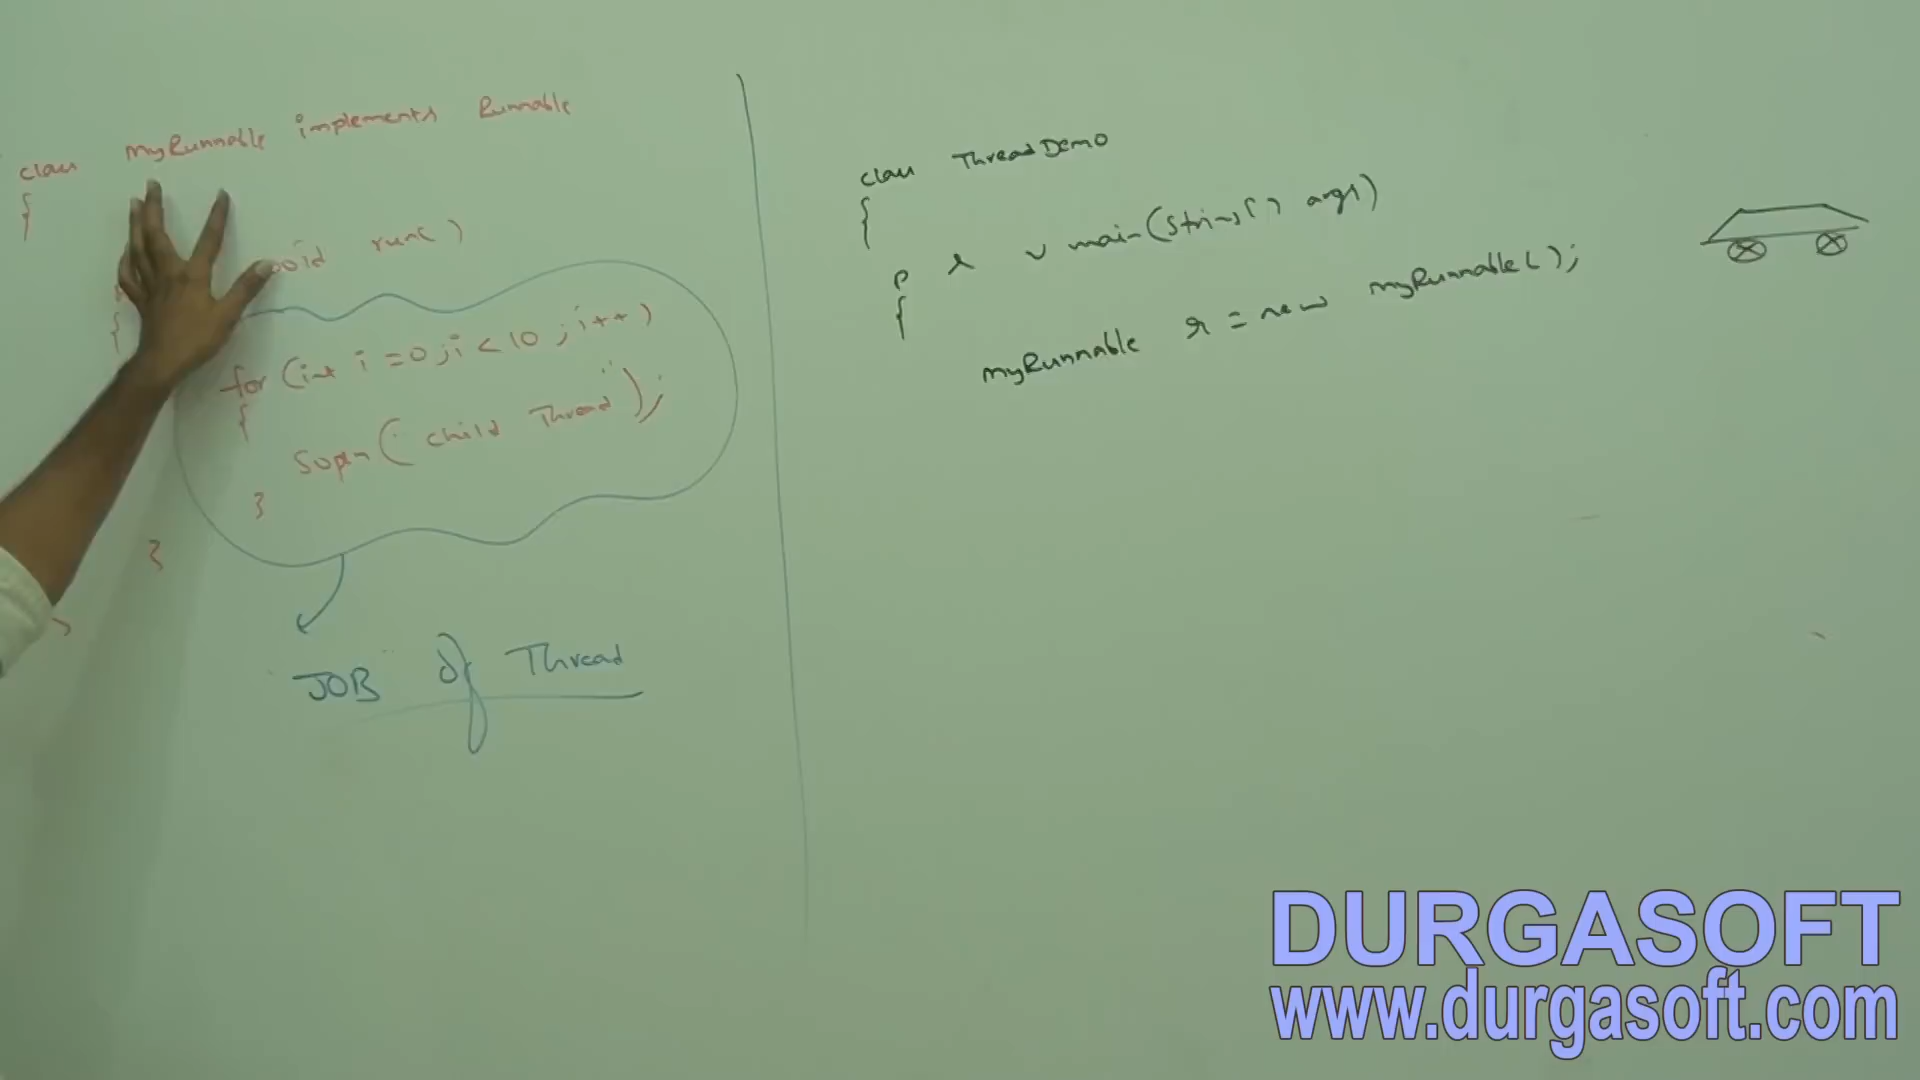 class MyRunnable implements Runnable
{
void run()
{
for (int i = 0 ; i < 10 ; i++)
{
Sopln ( " child Thread " );
}
}
}
"JOB" of Thread
class ThreadDemo
{
p s v main(String[] args)
{
MyRunnable r = new MyRunnable();
DURGASOFT
www.durgasoft.com